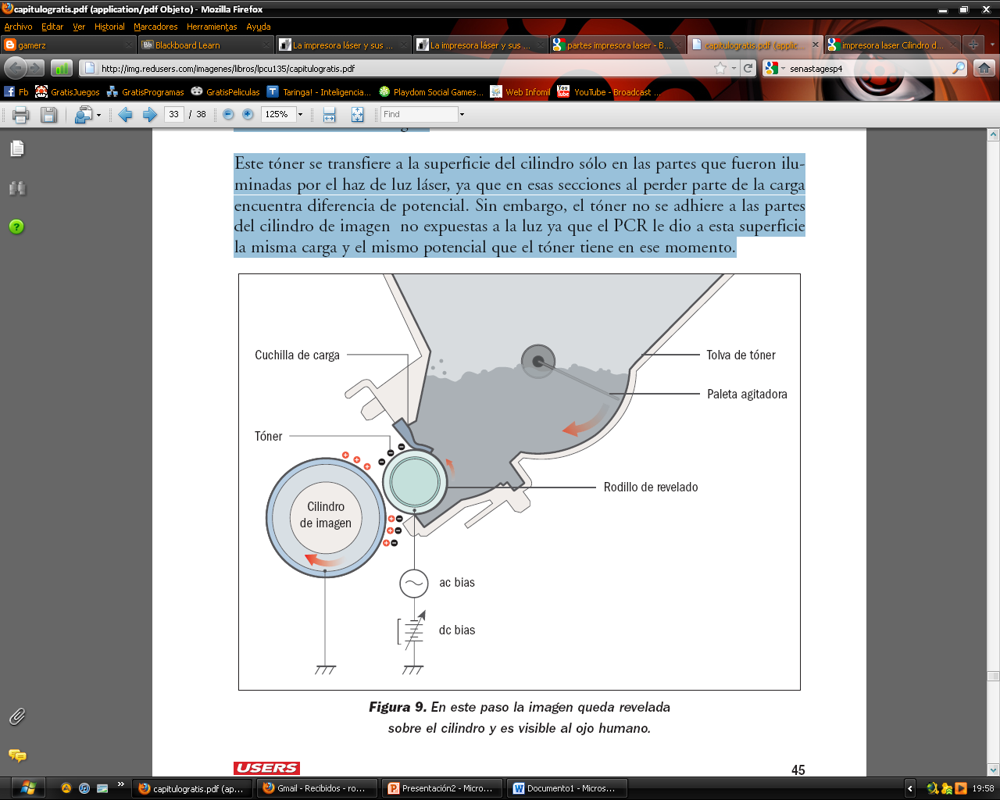 capitulogratis.pdf (application/pdf Objeto) - Mozilla Firefox
Archivo Editar Ver Historial Marcadores Herramientas Ayuda
gamerz
Bb Blackboard Learn
La impresora láser y sus ...
La impresora láser y sus ...
partes impresora laser - B...
capitulogratis.pdf (applic...
impresora laser Cilindro d...
http://img.redusers.com/imagenes/libros/lpcu135/capitulogratis.pdf
senastagesp4
Fb GratisJuegos GratisProgramas GratisPeliculas Taringa! - Inteligencia... Playdom Social Games... Web Infomil YouTube - Broadcast ...
33 / 38 125% Find
Este tóner se transfiere a la superficie del cilindro sólo en las partes que fueron ilu-
minadas por el haz de luz láser, ya que en esas secciones al perder parte de la carga
encuentra diferencia de potencial. Sin embargo, el tóner no se adhiere a las partes
del cilindro de imagen no expuestas a la luz ya que el PCR le dio a esta superficie
la misma carga y el mismo potencial que el tóner tiene en ese momento.
Cuchilla de carga
Tolva de tóner
Paleta agitadora
Tóner
Rodillo de revelado
Cilindro
de imagen
ac bias
dc bias
Figura 9. En este paso la imagen queda revelada
sobre el cilindro y es visible al ojo humano.
USERS
45
capitulogratis.pdf (ap...
Gmail - Recibidos - ro...
Presentación2 - Micro...
Documento1 - Micros...
19:58